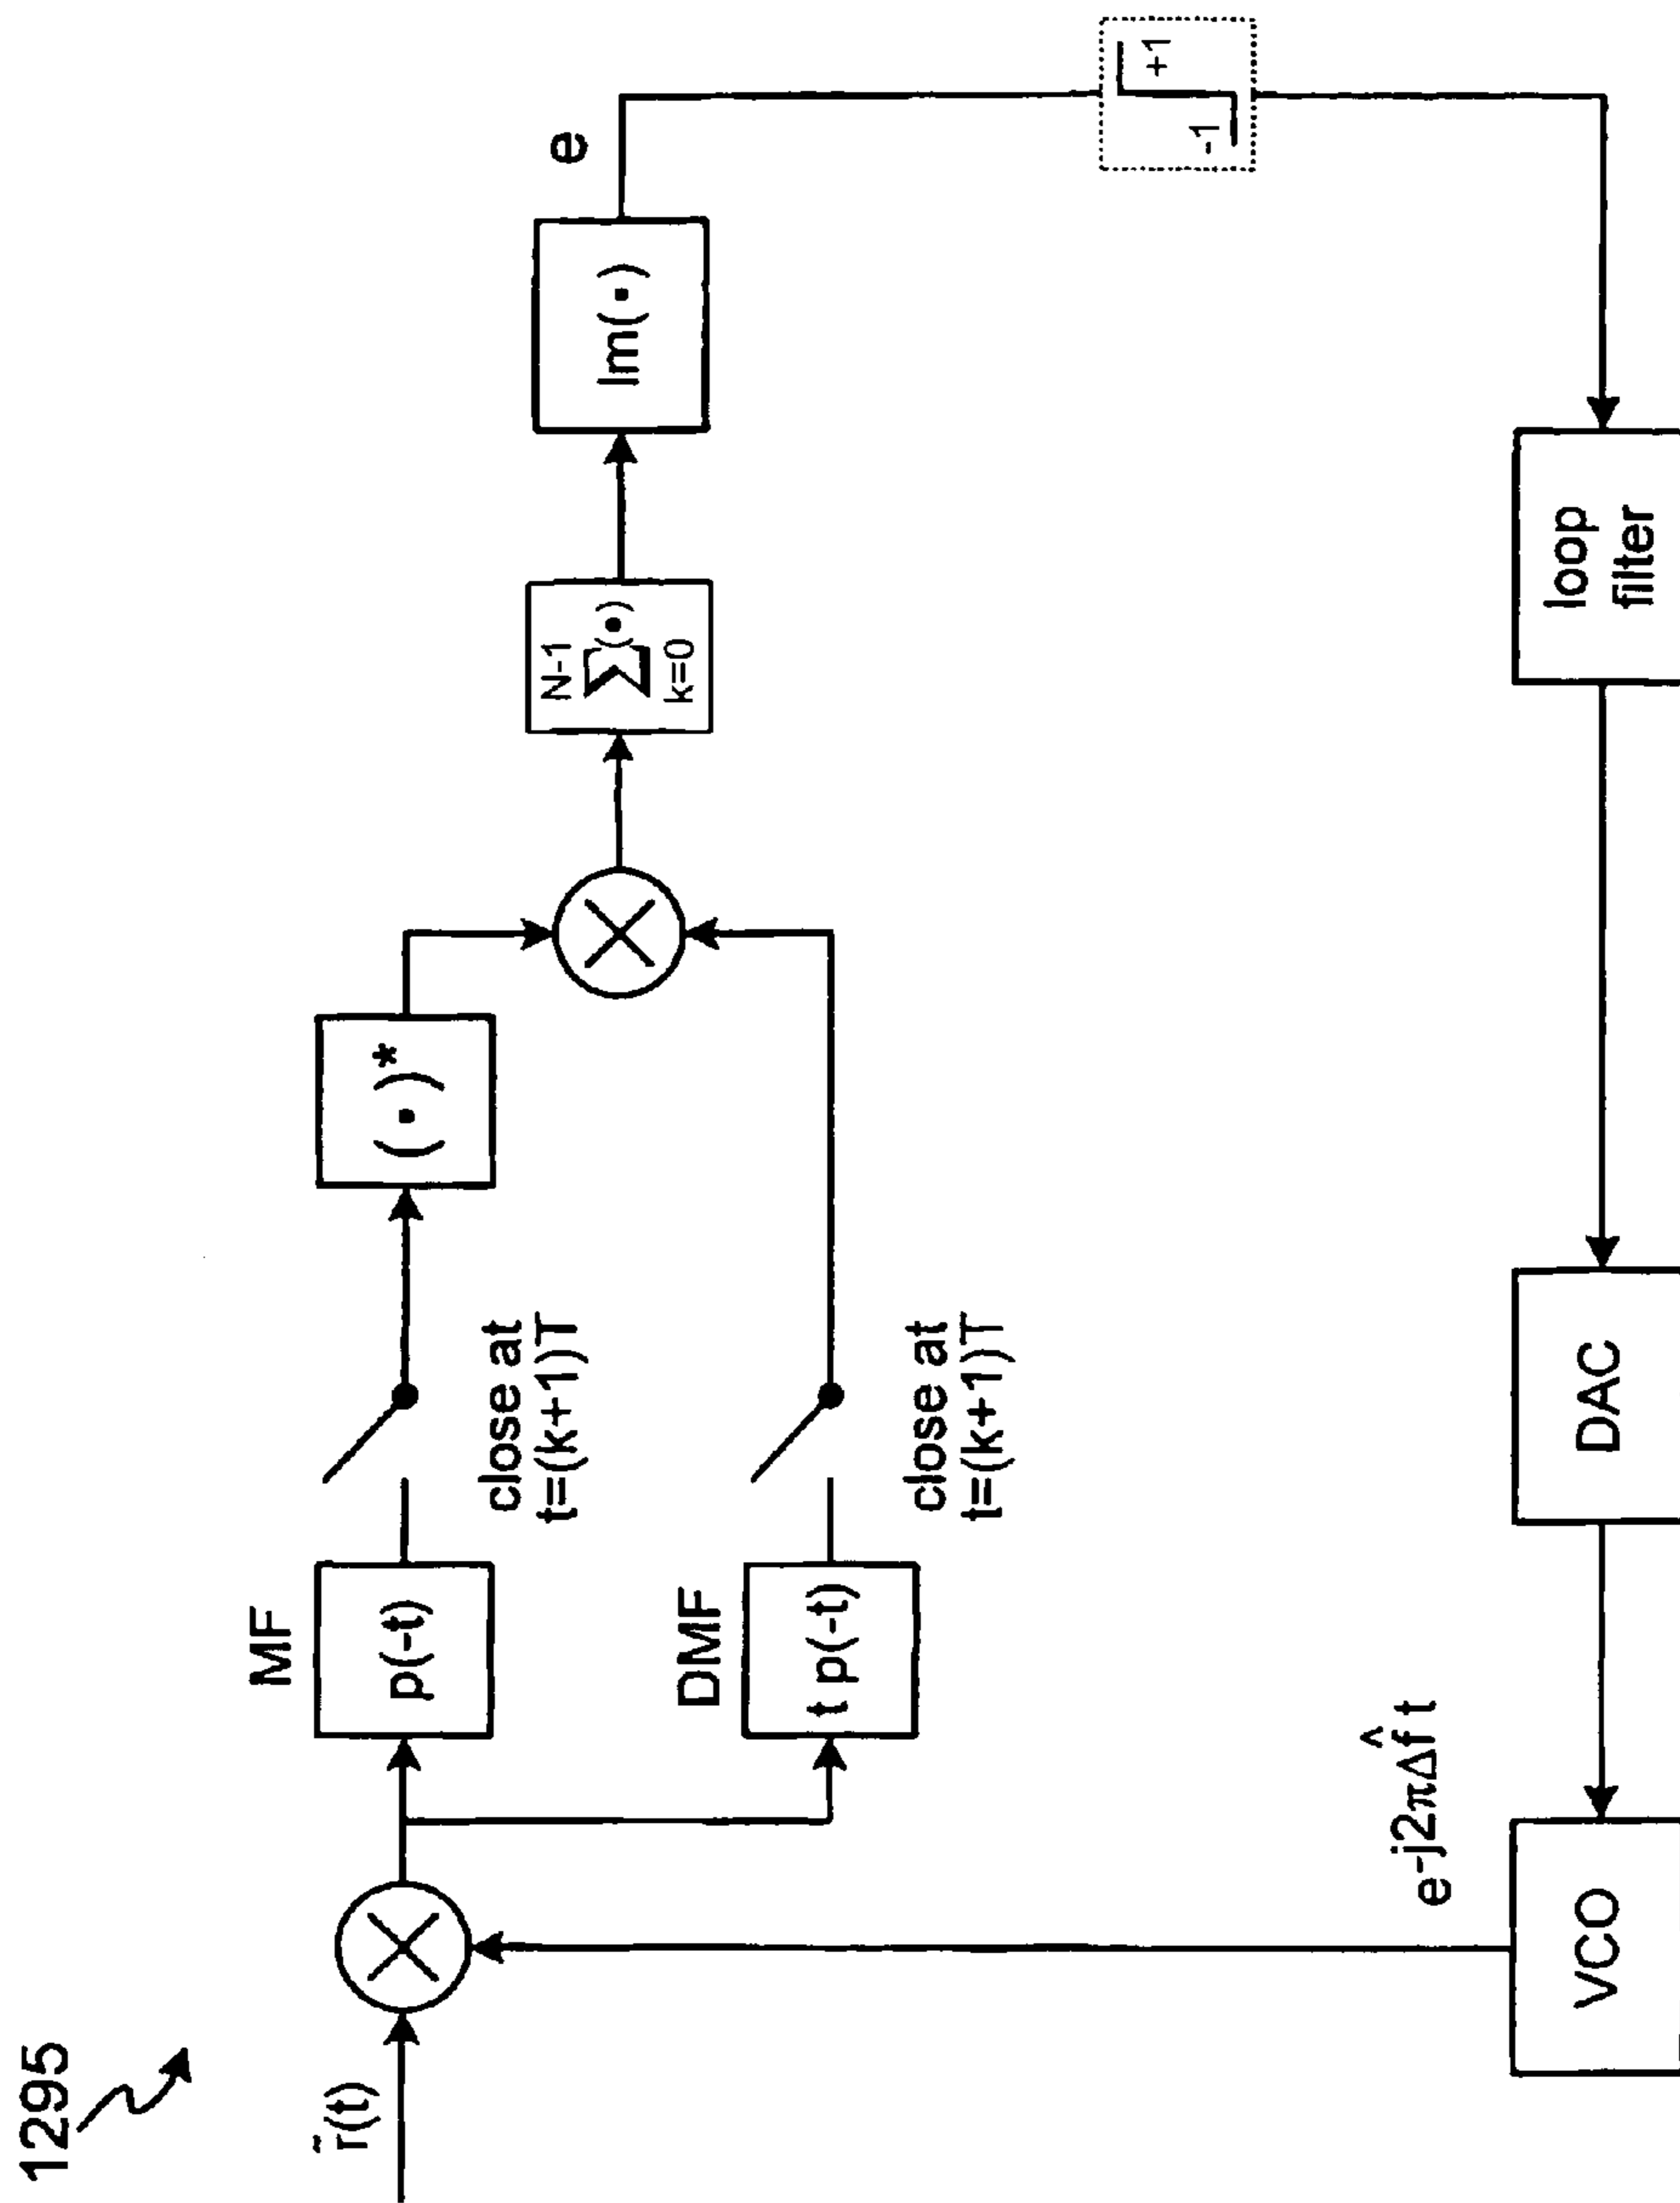 1295
r̃(t)
MF
p(-t)
close at
t=(k+1)T
(•)*
DMF
t p(-t)
close at
t=(k+1)T
N-1
∑(•)
k=0
Im(•)
e
+1
-1
loop
filter
DAC
VCO
e-j2πΔf̂ t